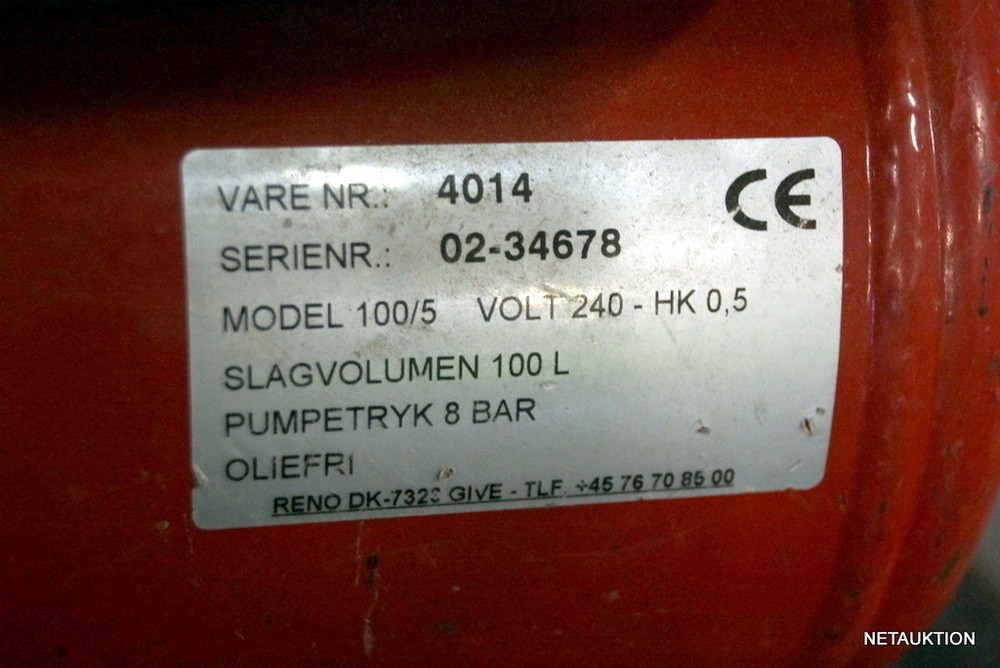 VARE NR.: 4014 CE
SERIENR.: 02-34678
MODEL 100/5 VOLT 240 - HK 0,5
SLAGVOLUMEN 100 L
PUMPETRYK 8 BAR
OLIEFRI
RENO DK-7323 GIVE - TLF. +45 76 70 85 00
NETAUKTION